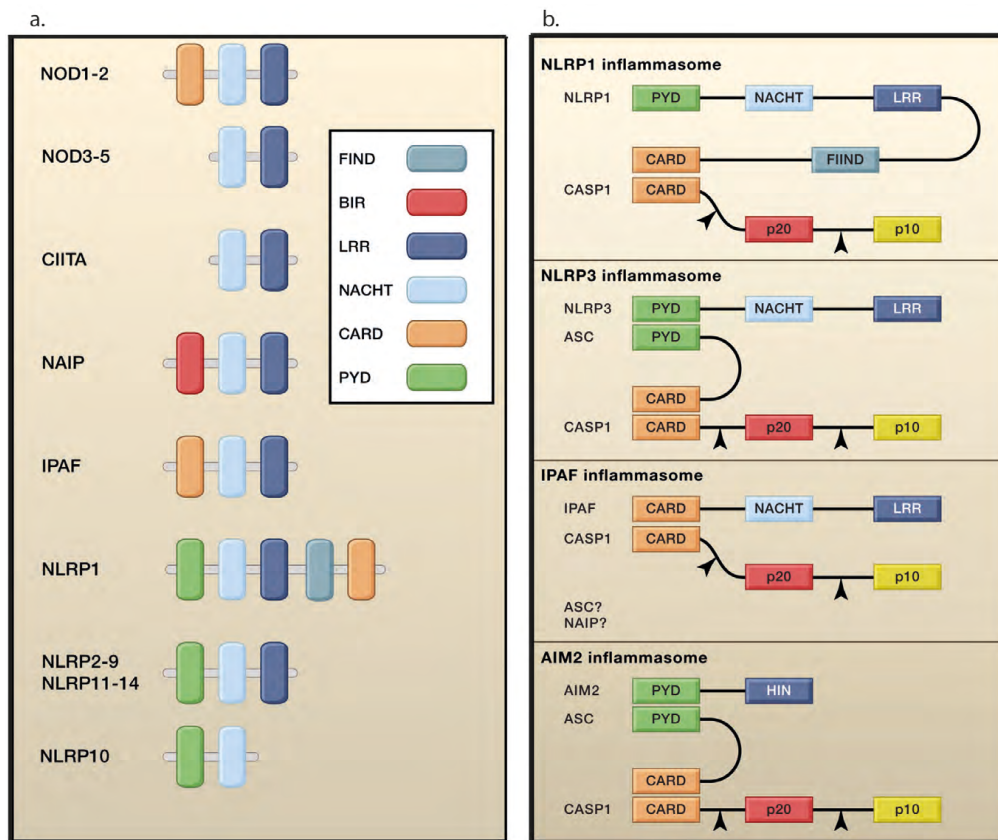 a.
NOD1-2
NOD3-5
CIITA
NAIP
IPAF
NLRP1
NLRP2-9
NLRP11-14
NLRP10
FIND
BIR
LRR
NACHT
CARD
PYD
b.
NLRP1 inflammasome
NLRP1 PYD NACHT LRR
CARD FIIND
CASP1 CARD
p20 p10
NLRP3 inflammasome
NLRP3 PYD NACHT LRR
ASC PYD
CARD
CASP1 CARD p20 p10
IPAF inflammasome
IPAF CARD NACHT LRR
CASP1 CARD
p20 p10
ASC?
NAIP?
AIM2 inflammasome
AIM2 PYD HIN
ASC PYD
CARD
CASP1 CARD p20 p10